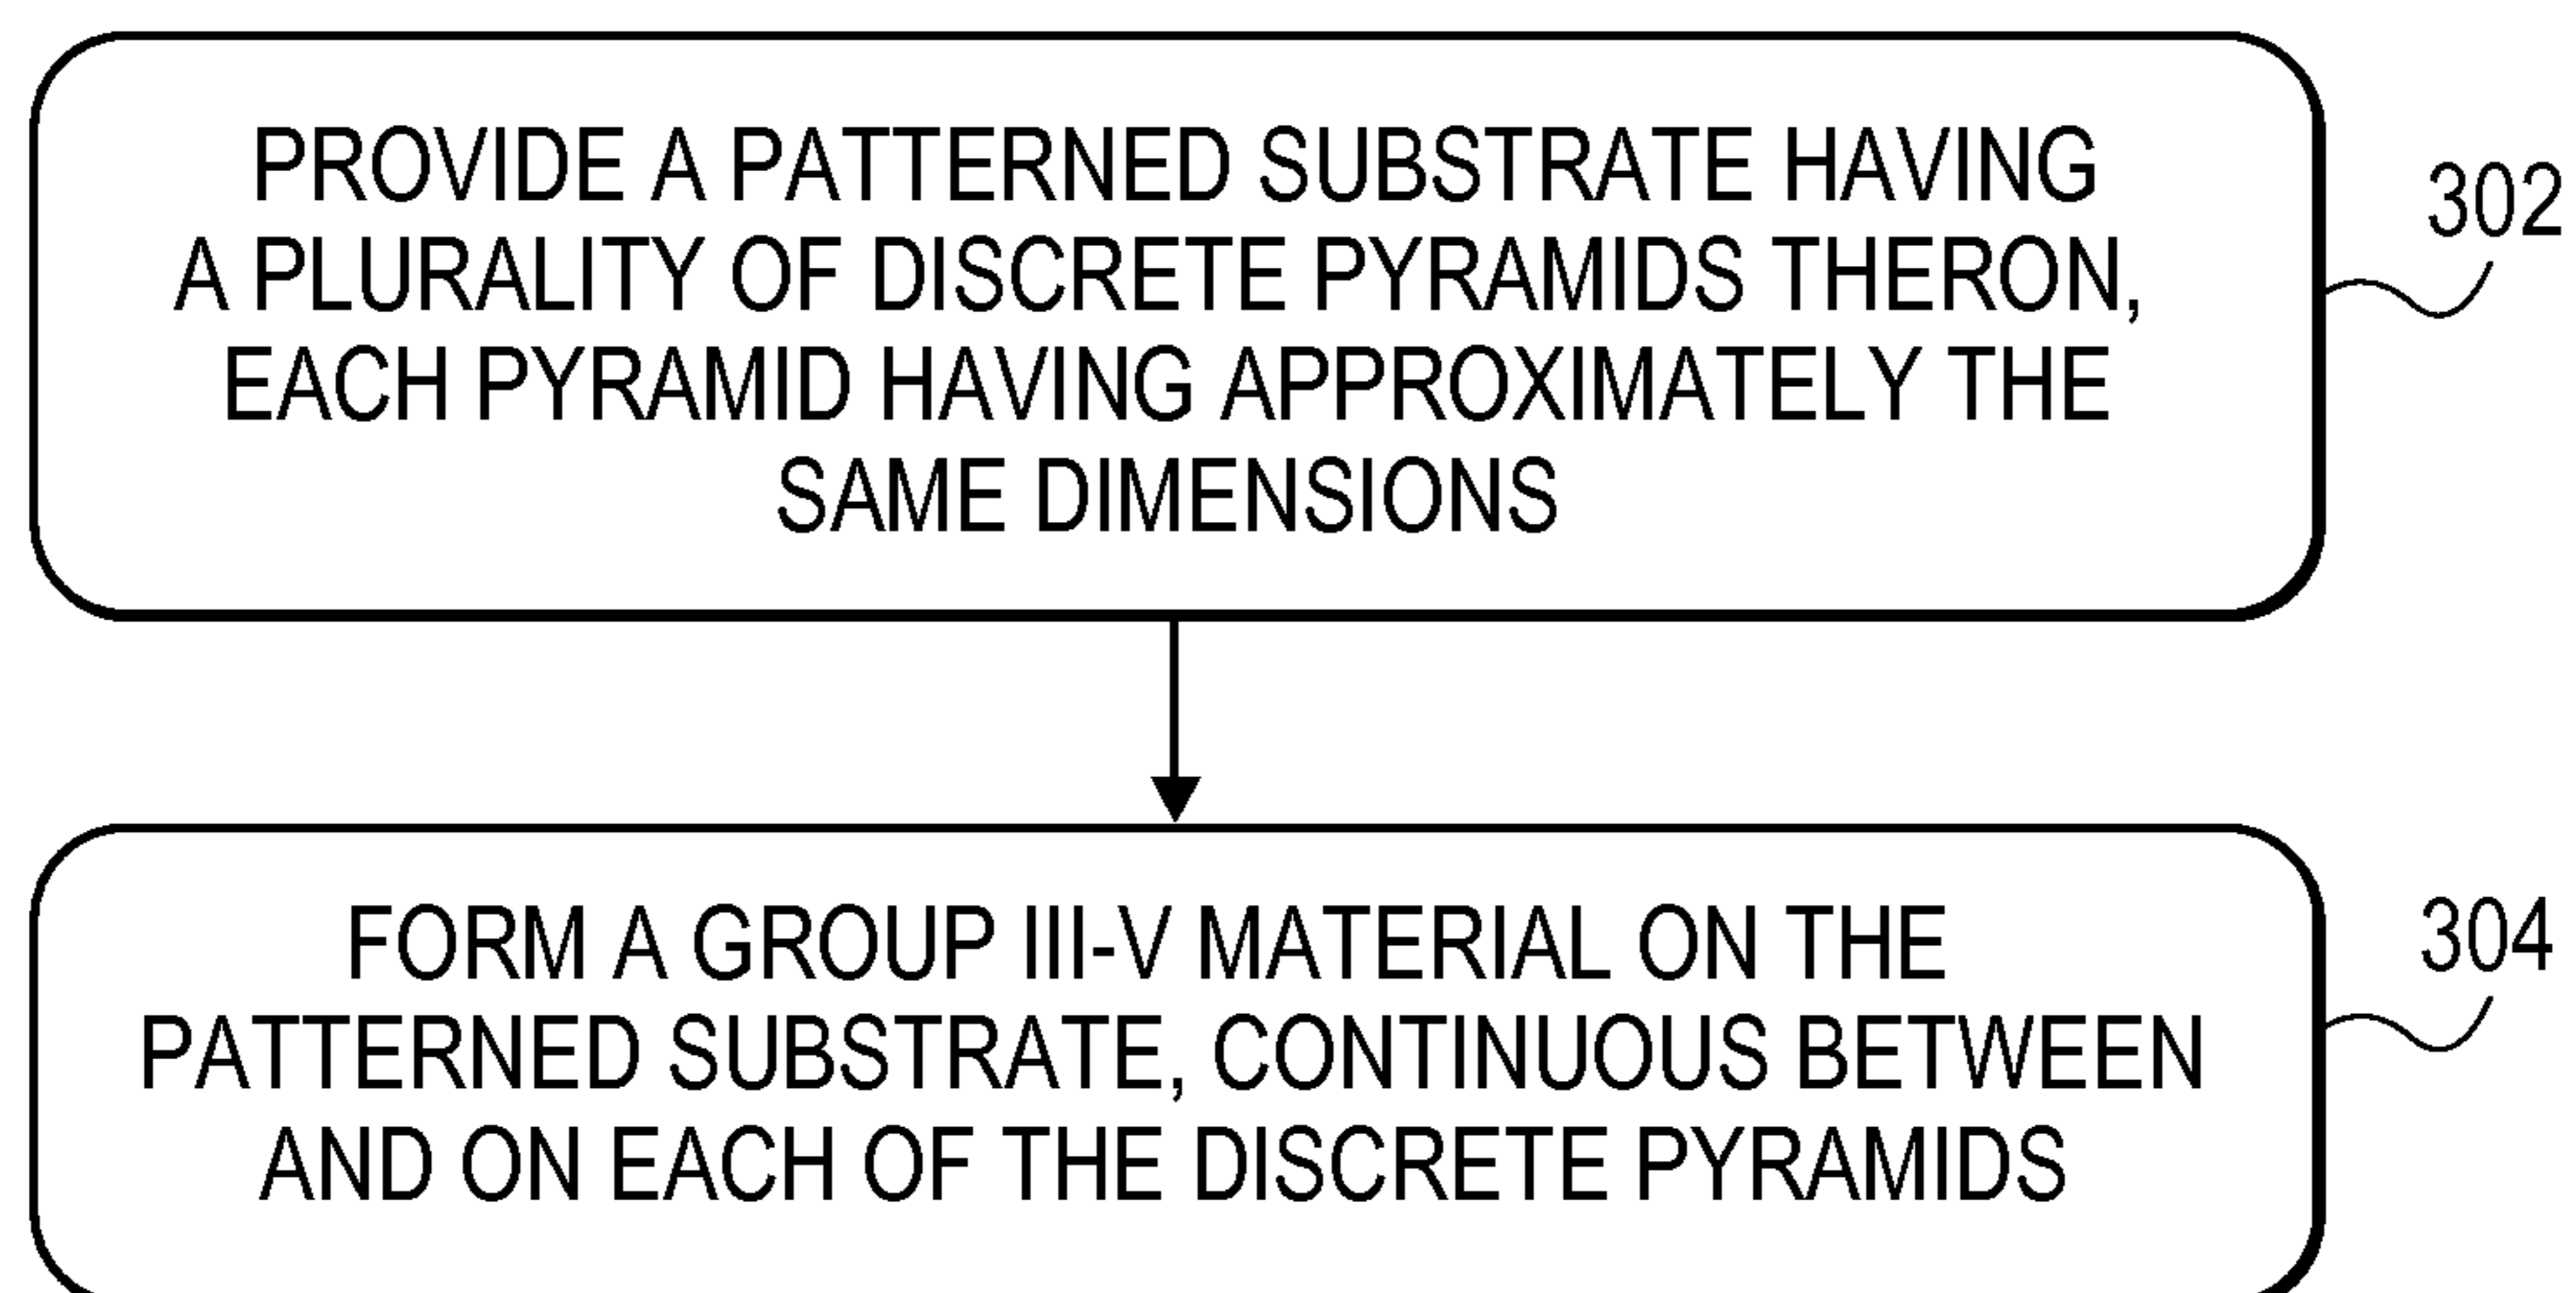 PROVIDE A PATTERNED SUBSTRATE HAVING
A PLURALITY OF DISCRETE PYRAMIDS THERON,
EACH PYRAMID HAVING APPROXIMATELY THE
SAME DIMENSIONS
302
FORM A GROUP III-V MATERIAL ON THE
PATTERNED SUBSTRATE, CONTINUOUS BETWEEN
AND ON EACH OF THE DISCRETE PYRAMIDS
304